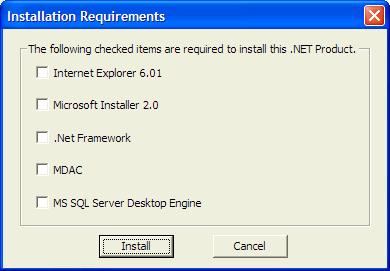 Installation Requirements
The following checked items are required to install this .NET Product.
Internet Explorer 6.01
Microsoft Installer 2.0
.Net Framework
MDAC
MS SQL Server Desktop Engine
Install
Cancel